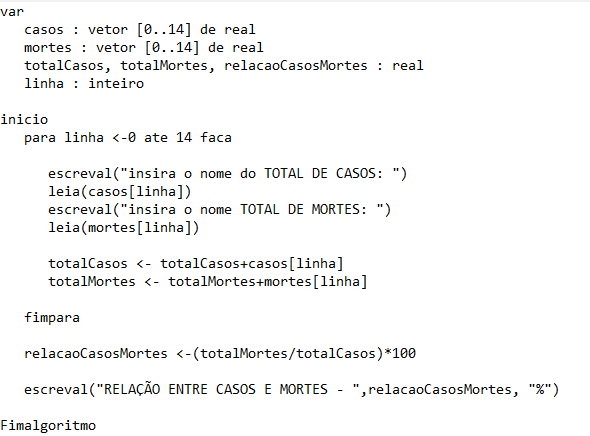 var
casos : vetor [0..14] de real
mortes : vetor [0..14] de real
totalCasos, totalMortes, relacaoCasosMortes : real
linha : inteiro
inicio
para linha <-0 ate 14 faca
escreval("insira o nome do TOTAL DE CASOS: ")
leia(casos[linha])
escreval("insira o nome TOTAL DE MORTES: ")
leia(mortes[linha])
totalCasos <- totalCasos+casos[linha]
totalMortes <- totalMortes+mortes[linha]
fimpara
relacaoCasosMortes <-(totalMortes/totalCasos)*100
escreval("RELAÇÃO ENTRE CASOS E MORTES - ",relacaoCasosMortes, "%")
Fimalgoritmo